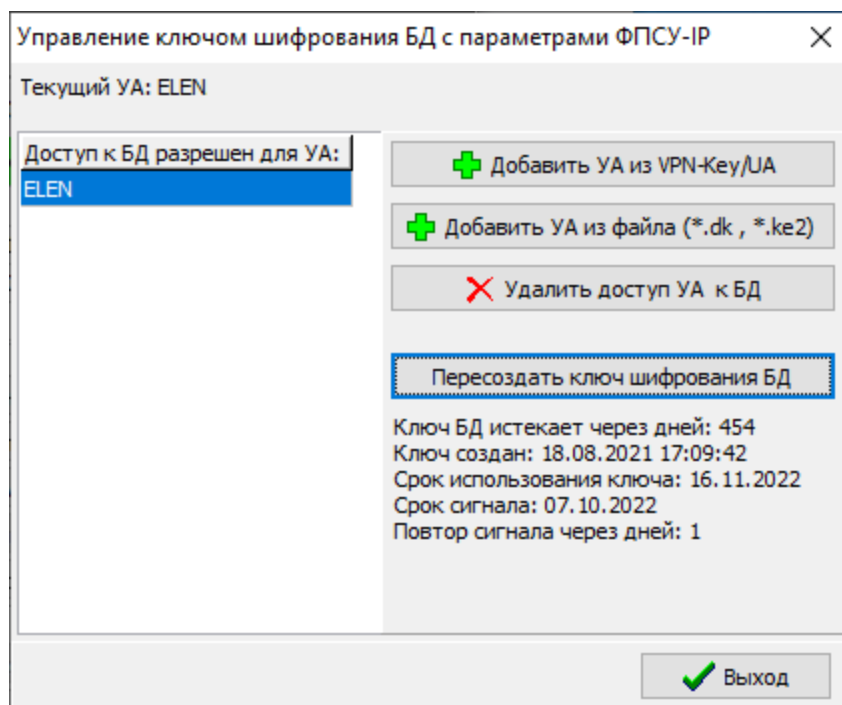 Управление ключом шифрования БД с параметрами ФПСУ-IP
Текущий УА: ELEN
Доступ к БД разрешен для УА:
ELEN
Добавить УА из VPN-Key/UA
Добавить УА из файла (*.dk , *.ke2)
Удалить доступ УА к БД
Пересоздать ключ шифрования БД
Ключ БД истекает через дней: 454
Ключ создан: 18.08.2021 17:09:42
Срок использования ключа: 16.11.2022
Срок сигнала: 07.10.2022
Повтор сигнала через дней: 1
Выход